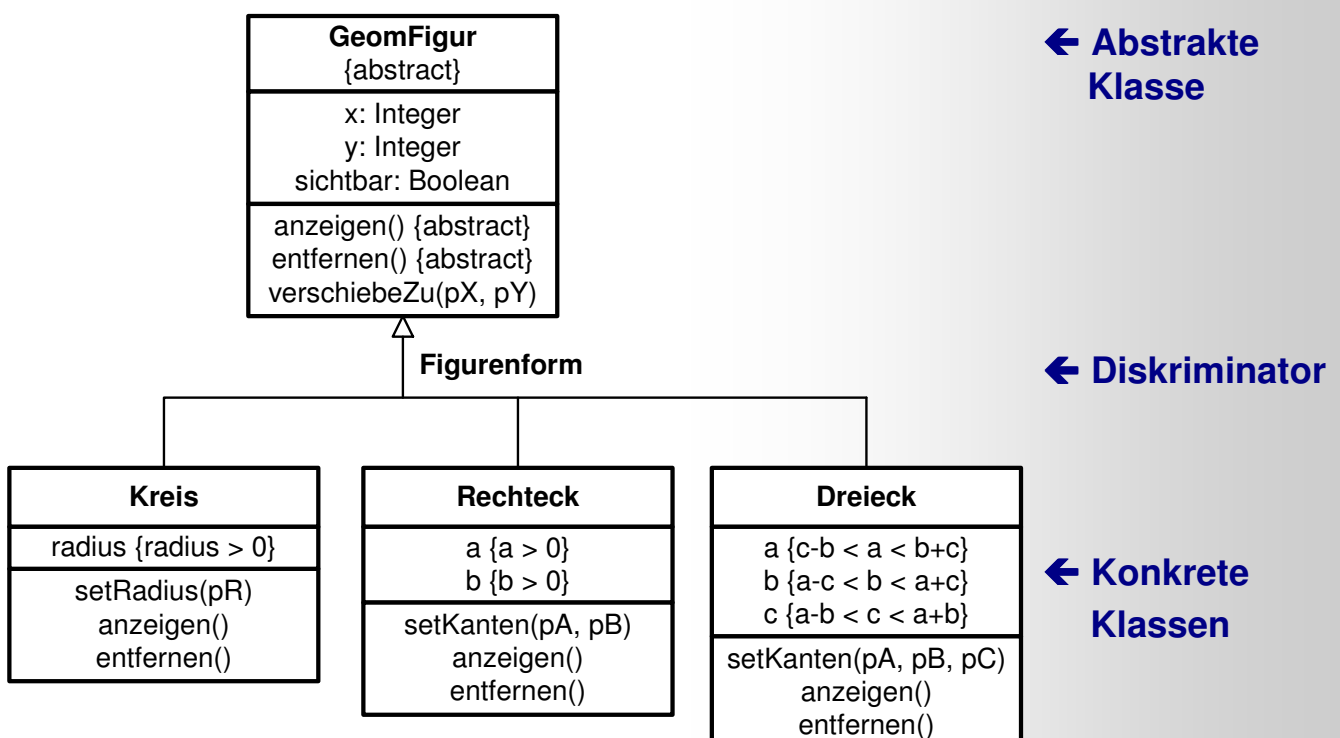 GeomFigur
{abstract}
x: Integer
y: Integer
sichtbar: Boolean
anzeigen() {abstract}
entfernen() {abstract}
verschiebeZu(pX, pY)
← Abstrakte
Klasse
Figurenform
← Diskriminator
Kreis
radius {radius > 0}
setRadius(pR)
anzeigen()
entfernen()
Rechteck
a {a > 0}
b {b > 0}
setKanten(pA, pB)
anzeigen()
entfernen()
Dreieck
a {c-b < a < b+c}
b {a-c < b < a+c}
c {a-b < c < a+b}
setKanten(pA, pB, pC)
anzeigen()
entfernen()
← Konkrete
Klassen